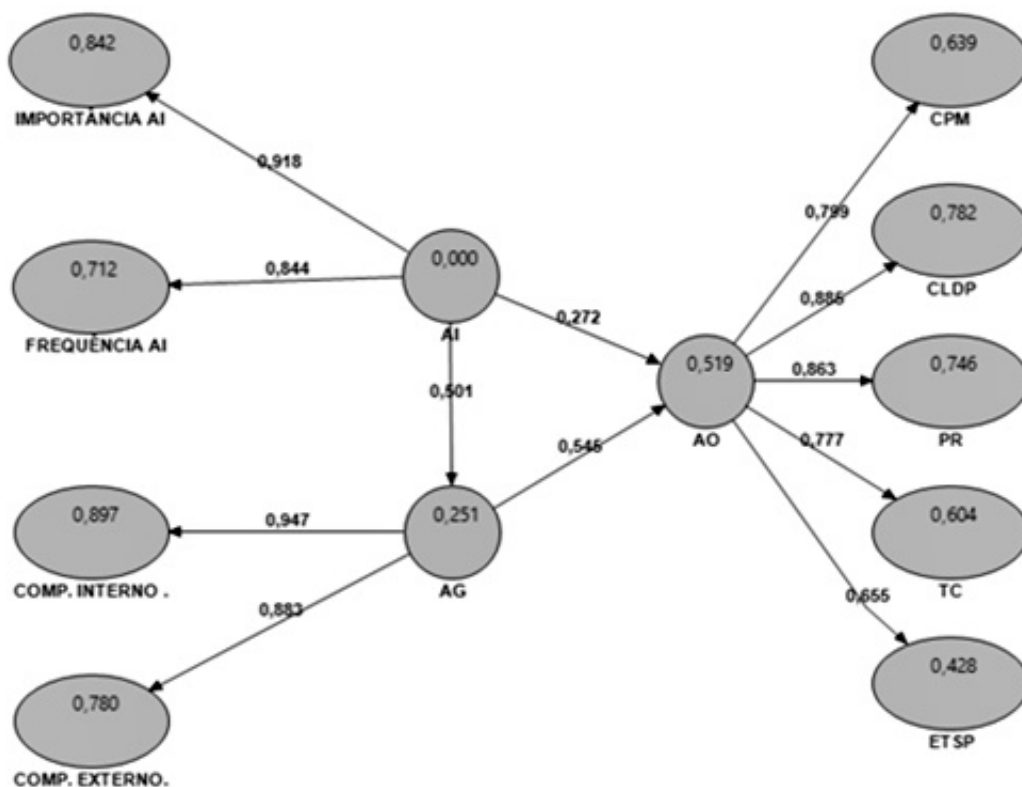 0,842
IMPORTÂNCIA AI
0,918
0,712
FREQUÊNCIA AI
0,844
0,000
AI
0,272
0,501
0,897
COMP. INTERNO .
0,947
0,251
AG
0,545
0,883
0,780
COMP. EXTERNO.
0,519
AO
0,639
CPM
0,799
0,782
CLDP
0,885
0,863
0,746
PR
0,777
0,604
TC
0,655
0,428
ETSP